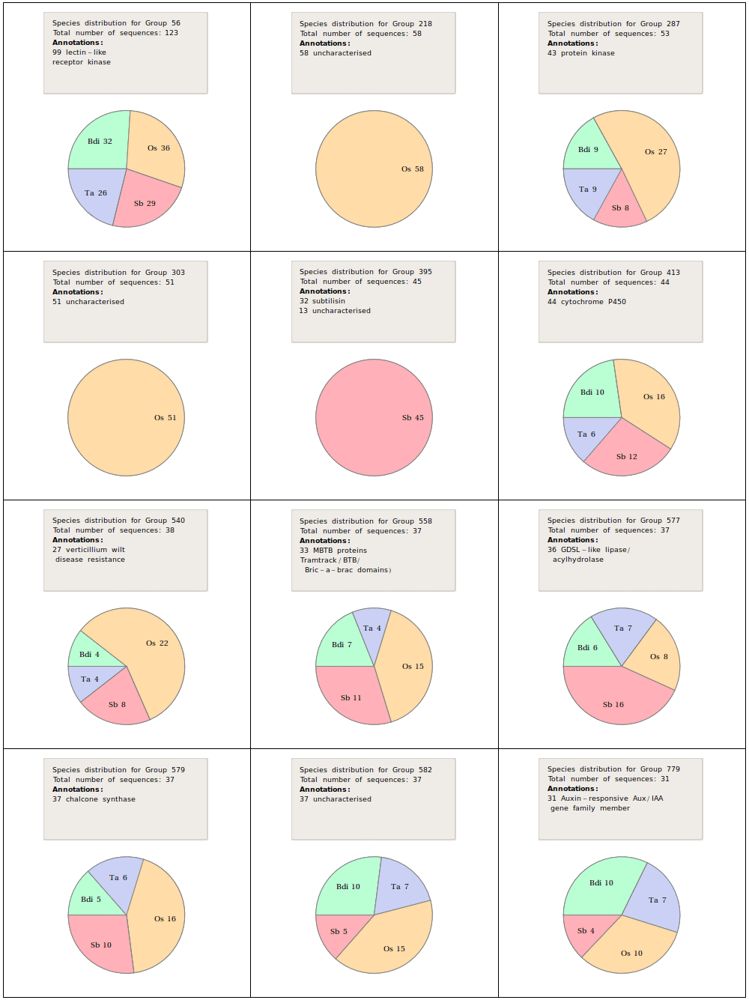 Species distribution for Group 56
Total number of sequences: 123
Annotations:
99 lectin-like
receptor kinase
Bdi 32
Os 36
Ta 26
Sb 29
Species distribution for Group 218
Total number of sequences: 58
Annotations:
58 uncharacterised
Os 58
Species distribution for Group 287
Total number of sequences: 53
Annotations:
43 protein kinase
Bdi 9
Os 27
Ta 9
Sb 8
Species distribution for Group 303
Total number of sequences: 51
Annotations:
51 uncharacterised
Os 51
Species distribution for Group 395
Total number of sequences: 45
Annotations:
32 subtilisin
13 uncharacterised
Sb 45
Species distribution for Group 413
Total number of sequences: 44
Annotations:
44 cytochrome P450
Bdi 10
Os 16
Ta 6
Sb 12
Species distribution for Group 540
Total number of sequences: 38
Annotations:
27 verticillium wilt
disease resistance
Os 22
Bdi 4
Ta 4
Sb 8
Species distribution for Group 558
Total number of sequences: 37
Annotations:
33 MBTB proteins
Tramtrack/BTB/
Bric-a-brac domains)
Ta 4
Bdi 7
Os 15
Sb 11
Species distribution for Group 577
Total number of sequences: 37
Annotations:
36 GDSL-like lipase/
acylhydrolase
Ta 7
Bdi 6
Os 8
Sb 16
Species distribution for Group 579
Total number of sequences: 37
Annotations:
37 chalcone synthase
Ta 6
Bdi 5
Os 16
Sb 10
Species distribution for Group 582
Total number of sequences: 37
Annotations:
37 uncharacterised
Bdi 10
Ta 7
Sb 5
Os 15
Species distribution for Group 779
Total number of sequences: 31
Annotations:
31 Auxin-responsive Aux/IAA
gene family member
Bdi 10
Ta 7
Sb 4
Os 10